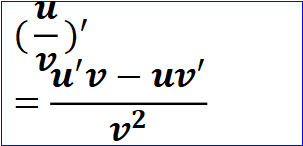 (u/v)′
= (u′v − uv′)/v²